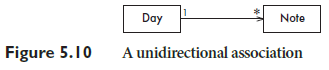 Day 1 * Note
Figure 5.10 A unidirectional association